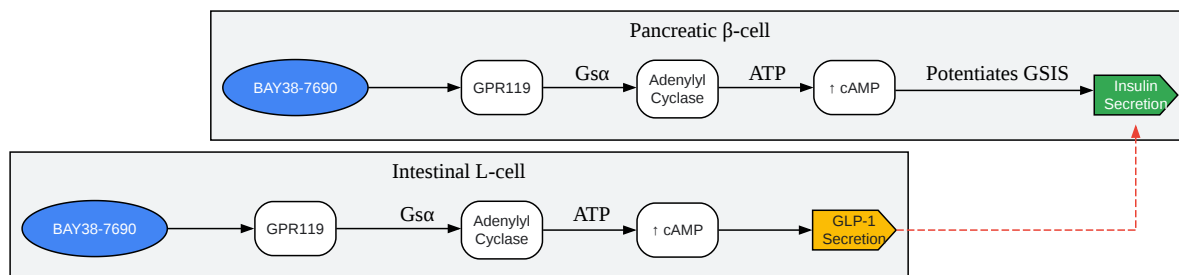 Pancreatic β-cell
BAY38-7690
GPR119
Gsα
Adenylyl
Cyclase
ATP
↑ cAMP
Potentiates GSIS
Insulin
Secretion
Intestinal L-cell
BAY38-7690
GPR119
Gsα
Adenylyl
Cyclase
ATP
↑ cAMP
GLP-1
Secretion